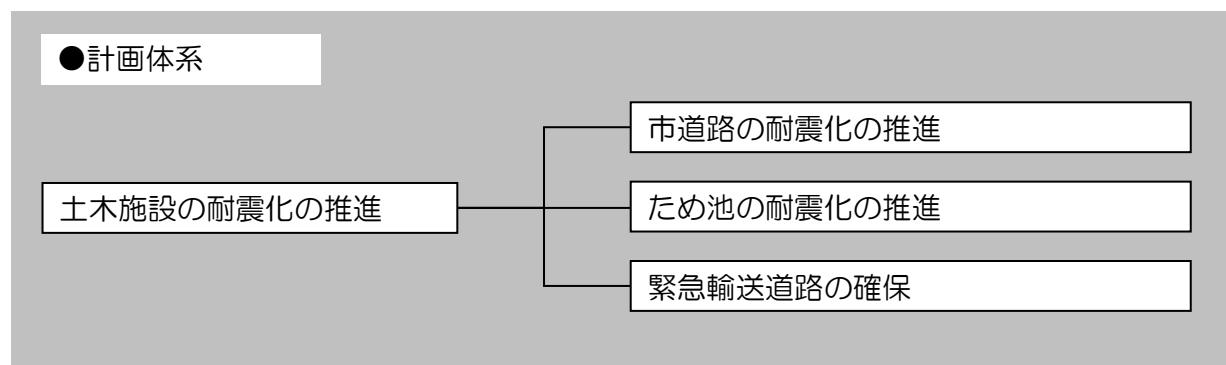 ●計画体系
市道路の耐震化の推進
土木施設の耐震化の推進
ため池の耐震化の推進
緊急輸送道路の確保